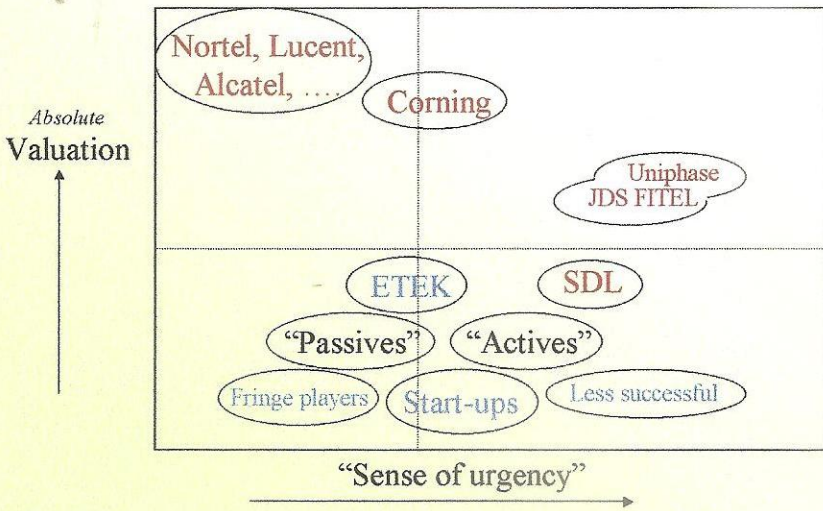 Nortel, Lucent,
Alcatel, ....
Corning
Absolute
Valuation
Uniphase
JDS FITEL
ETEK
SDL
“Passives”
“Actives”
Fringe players
Start-ups
Less successful
“Sense of urgency”